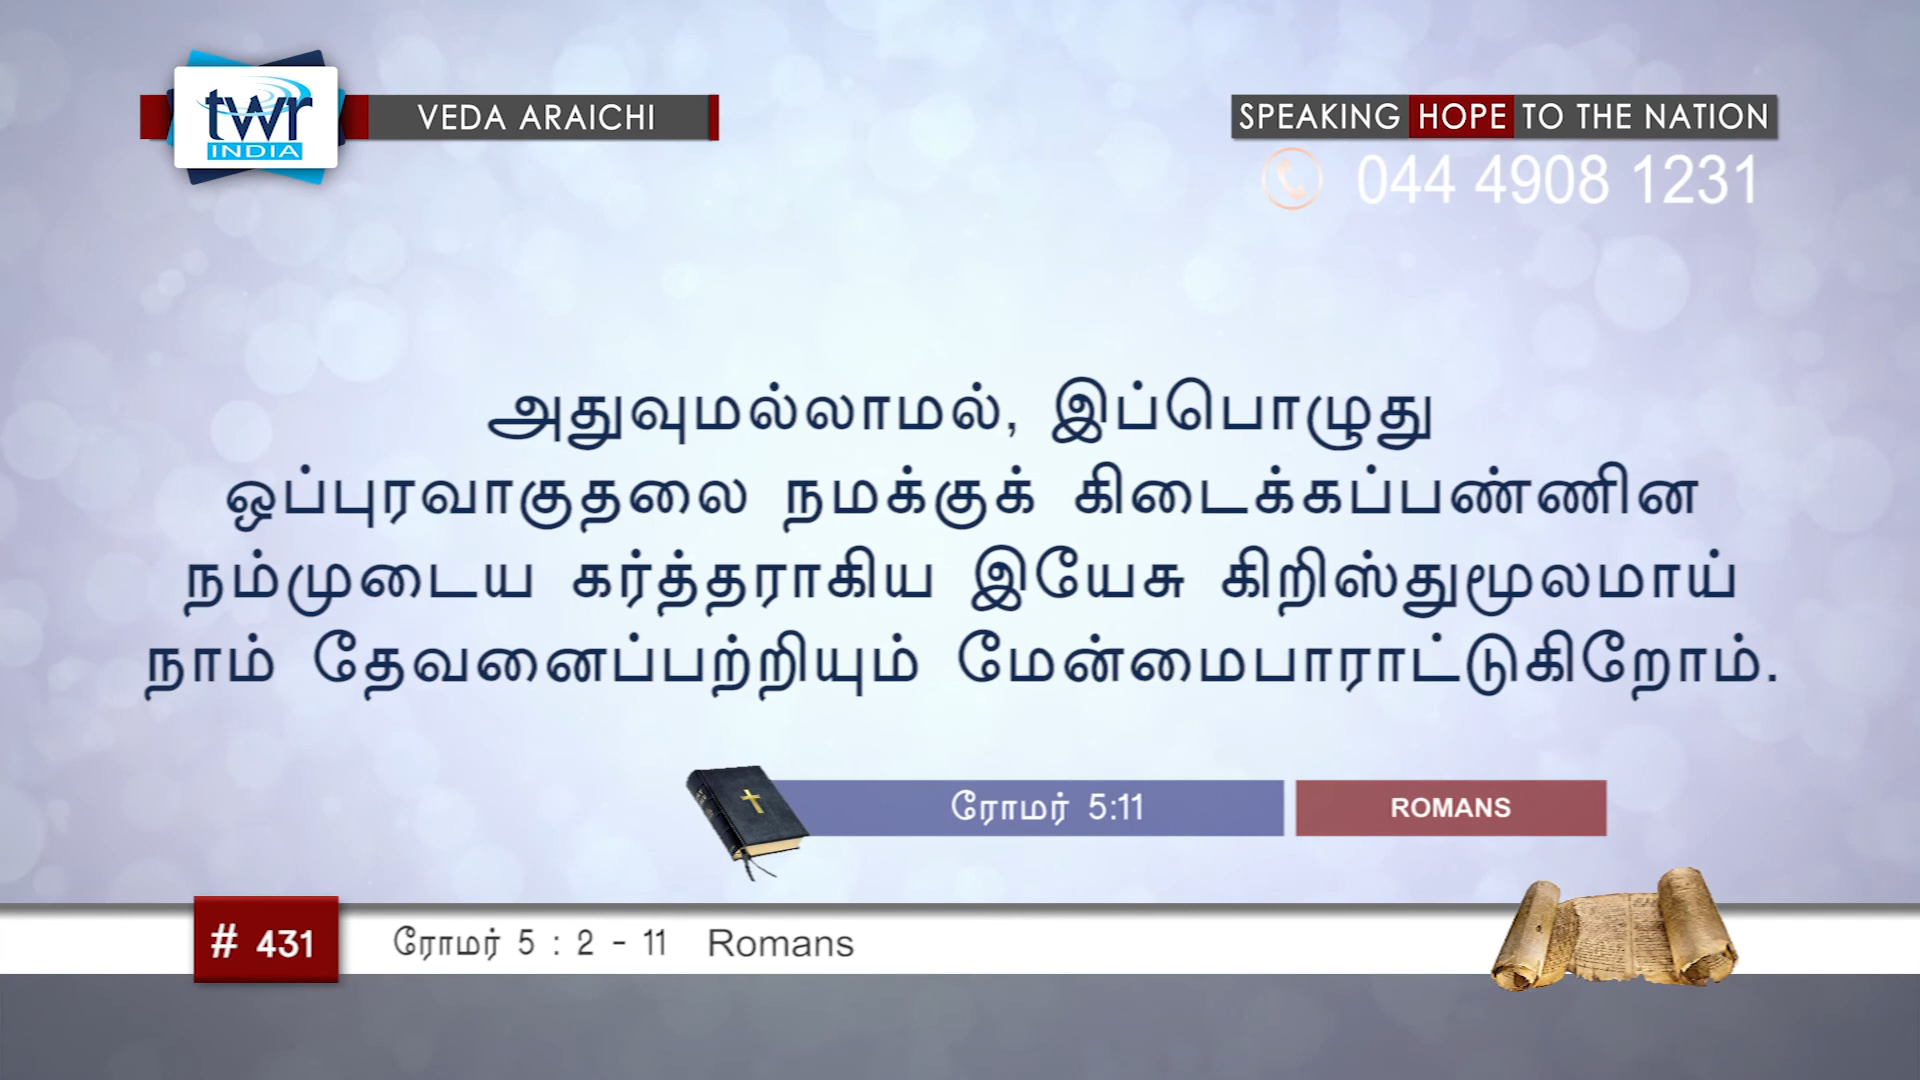 twr
INDIA
VEDA ARAICHI
SPEAKING HOPE TO THE NATION
044 4908 1231
அதுவுமல்லாமல், இப்பொழுது
ஒப்புரவாகுதலை நமக்குக் கிடைக்கப்பண்ணின
நம்முடைய கர்த்தராகிய இயேசு கிறிஸ்துமூலமாய்
நாம் தேவனைப்பற்றியும் மேன்மைபாராட்டுகிறோம்.
ரோமர் 5:11
ROMANS
# 431
ரோமர் 5 : 2 - 11 Romans